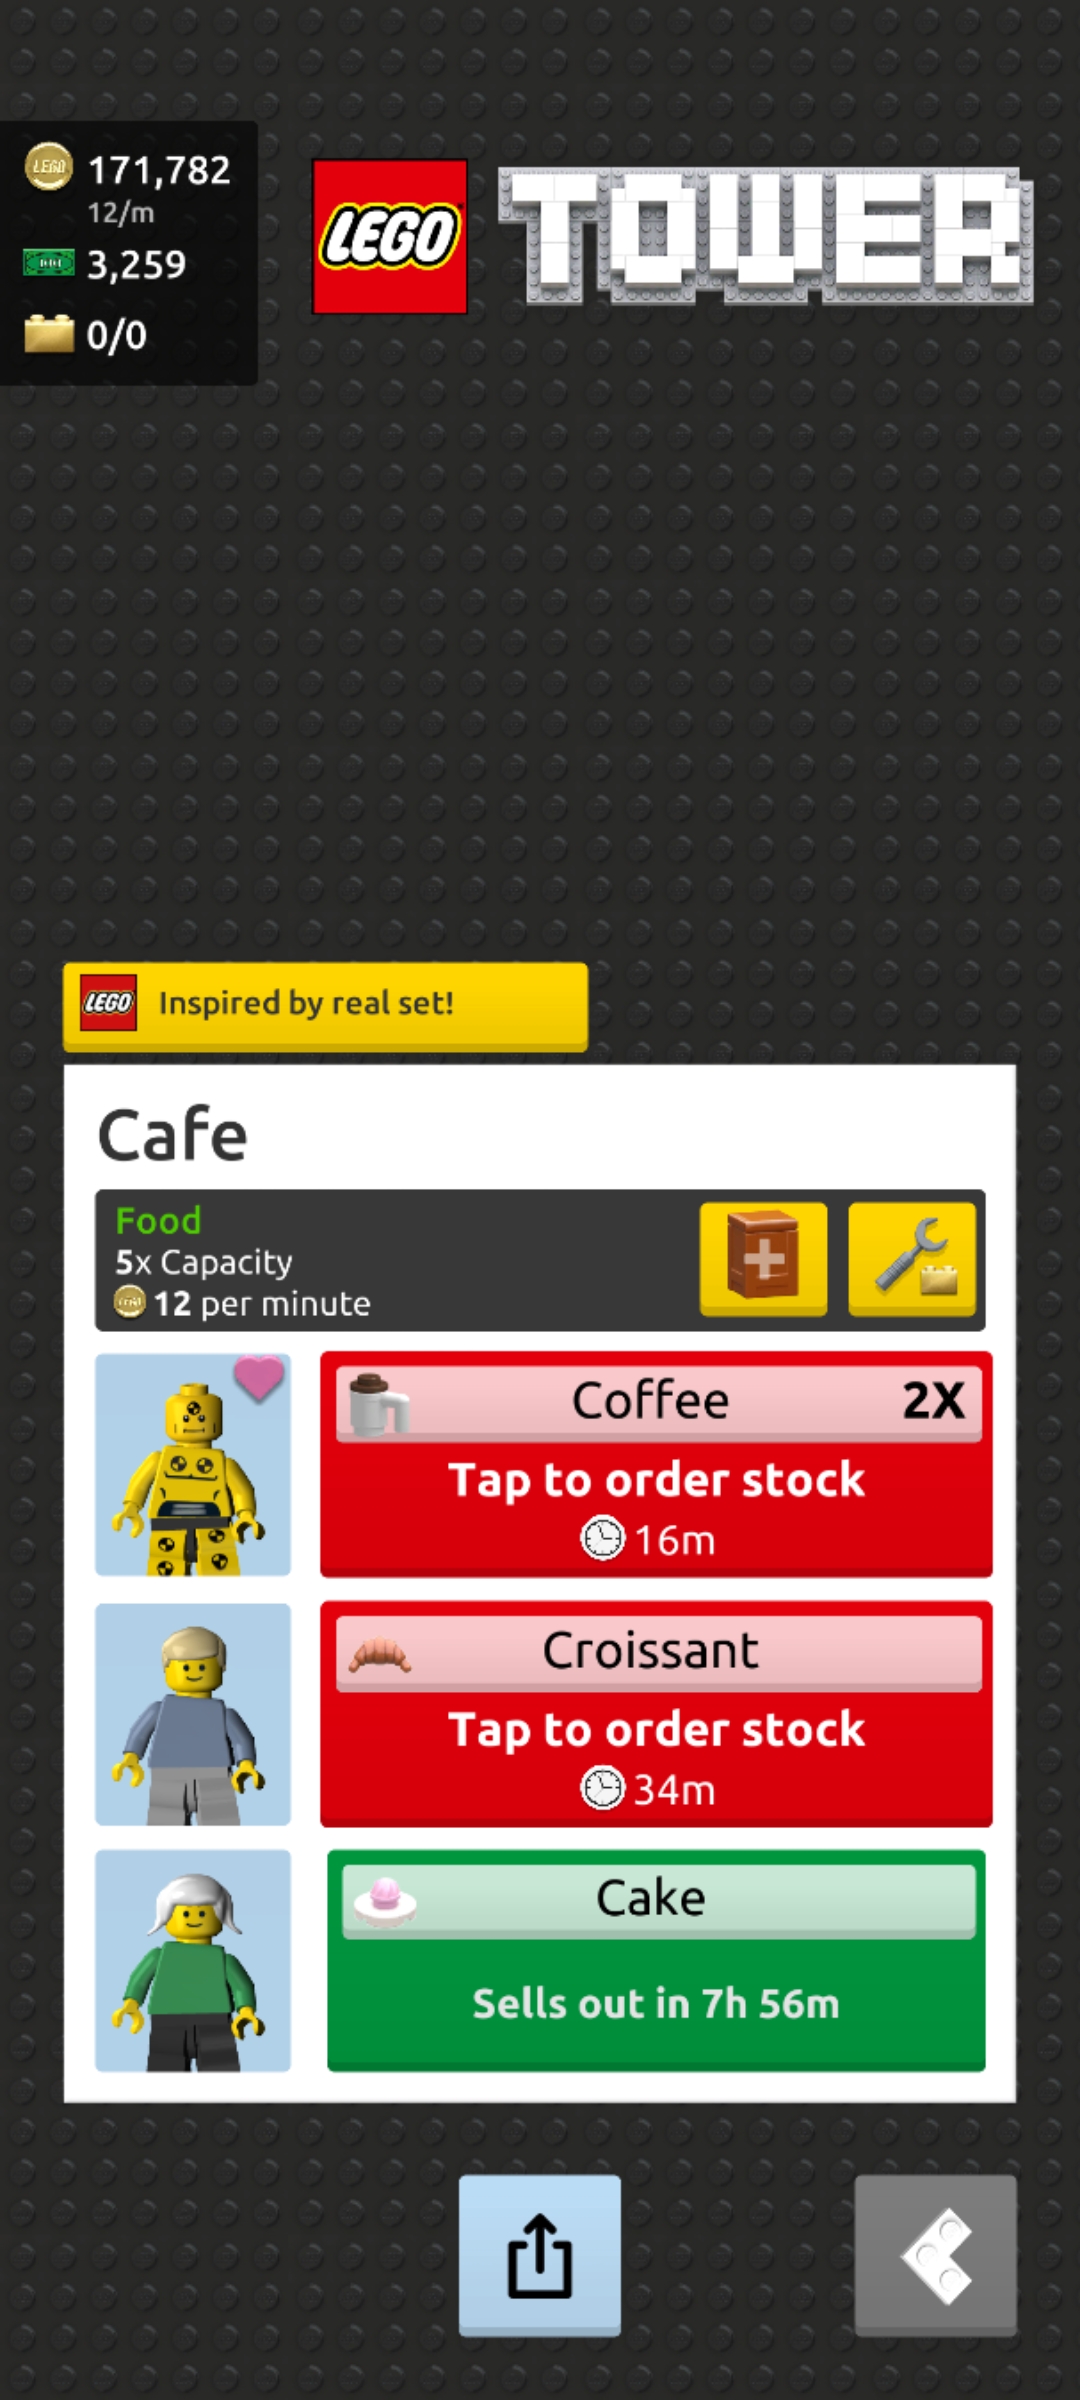 171,782
12/m
3,259
0/0
LEGO TOWER
LEGO Inspired by real set!
Cafe
Food
5x Capacity
12 per minute
Coffee 2X
Tap to order stock
16m
Croissant
Tap to order stock
34m
Cake
Sells out in 7h 56m